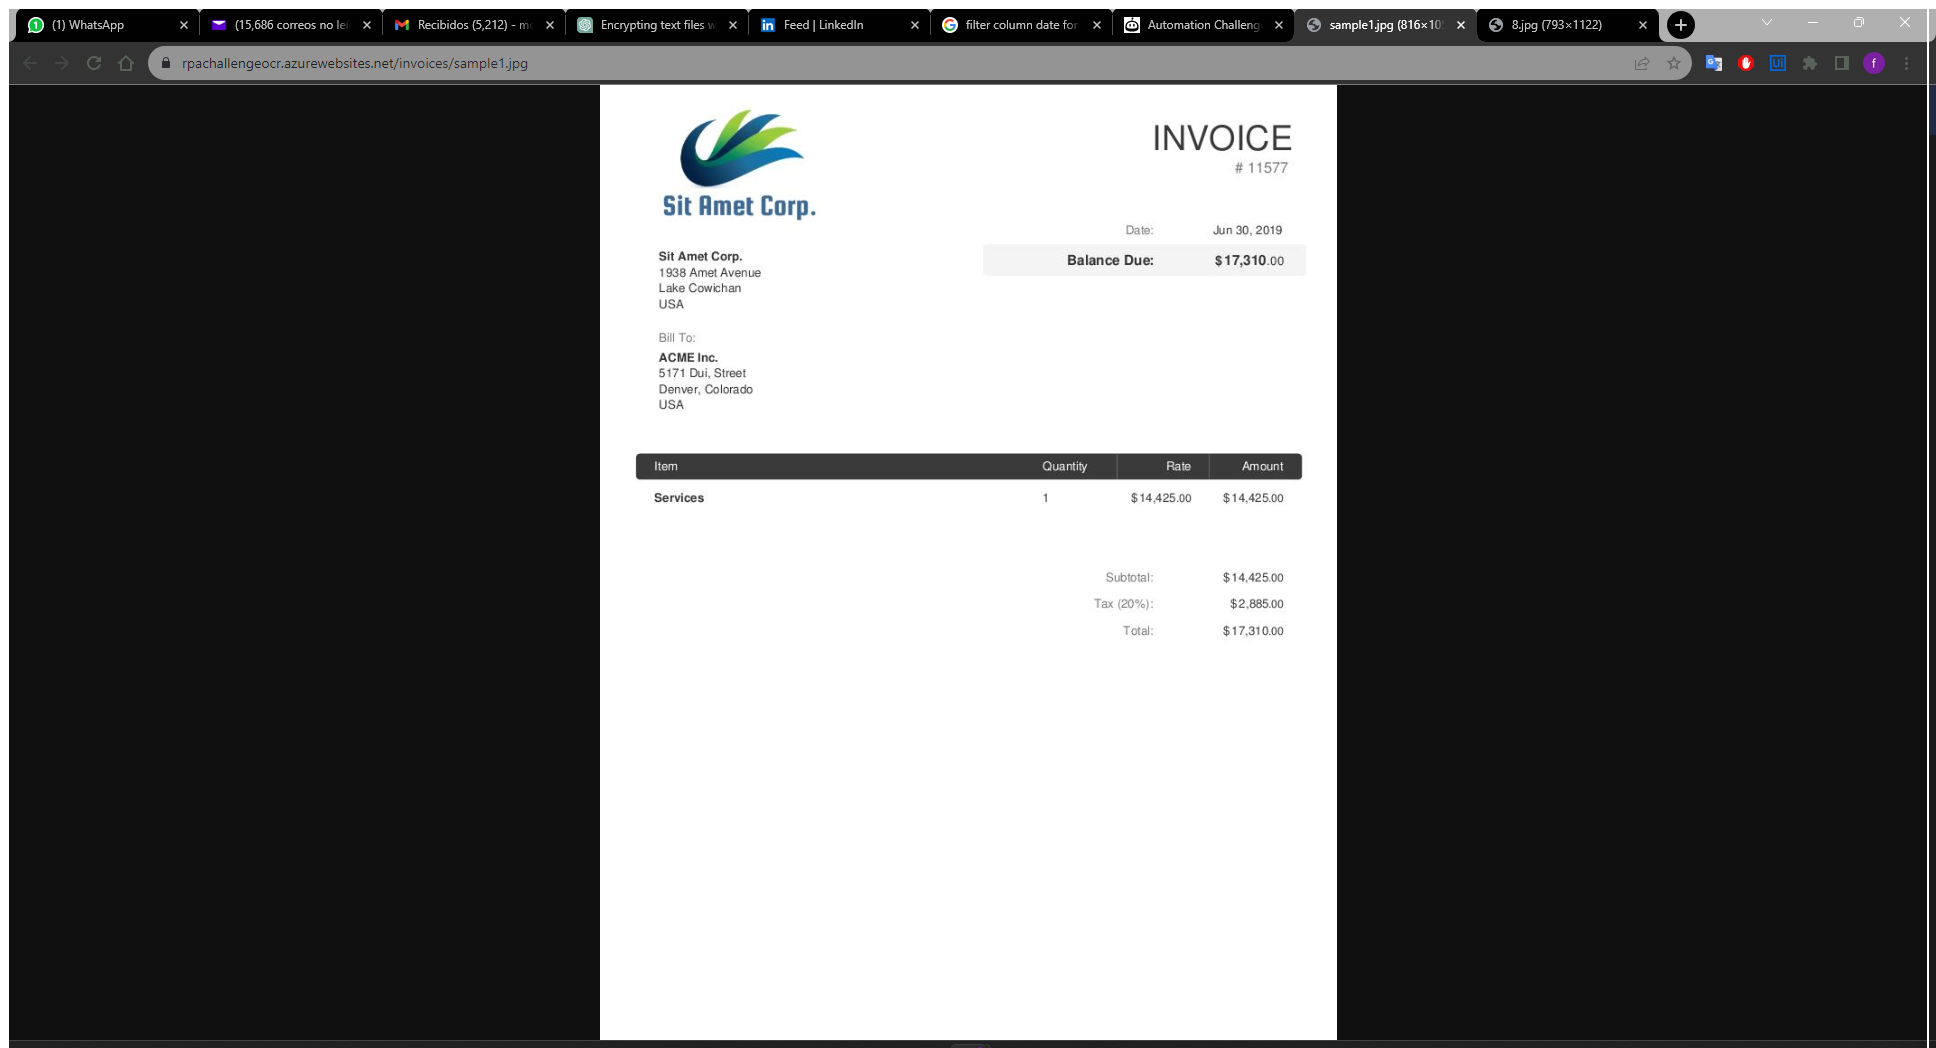 (1) WhatsApp
(15,686 correos no le
Recibidos (5,212) - m
Encrypting text files w
Feed | LinkedIn
filter column date for
Automation Challeng
sample1.jpg (816×10
8.jpg (793×1122)
rpachallengeocr.azurewebsites.net/invoices/sample1.jpg
Ui
f
Sit Amet Corp.
INVOICE
# 11577
Date: Jun 30, 2019
Balance Due: $17,310.00
Sit Amet Corp.
1938 Amet Avenue
Lake Cowichan
USA
Bill To:
ACME Inc.
5171 Dui, Street
Denver, Colorado
USA
Item Quantity Rate Amount
Services 1 $14,425.00 $14,425.00
Subtotal: $14,425.00
Tax (20%): $2,885.00
Total: $17,310.00